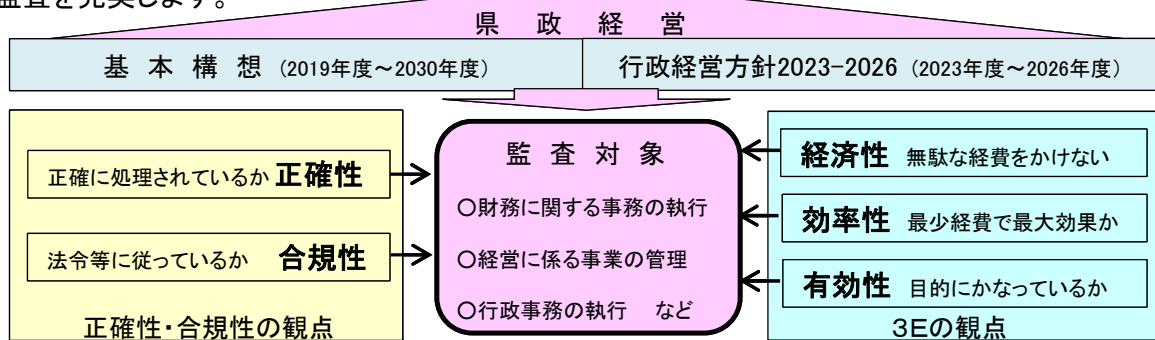 監査を充実します。
県政経営
基本構想（2019年度～2030年度）
行政経営方針2023-2026（2023年度～2026年度）
正確に処理されているか 正確性
法令等に従っているか 合規性
正確性・合規性の観点
監査対象
○財務に関する事務の執行
○経営に係る事業の管理
○行政事務の執行 など
経済性 無駄な経費をかけない
効率性 最少経費で最大効果か
有効性 目的にかなっているか
3Eの観点